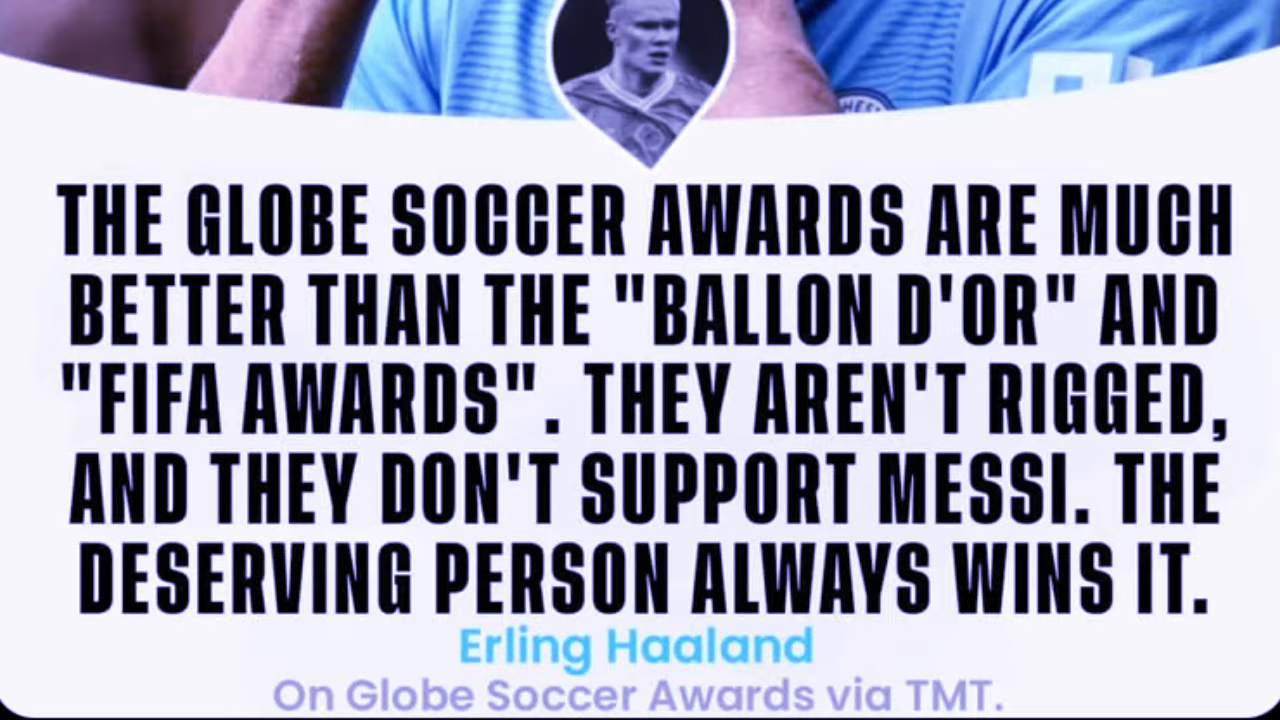 THE GLOBE SOCCER AWARDS ARE MUCH
BETTER THAN THE "BALLON D'OR" AND
"FIFA AWARDS". THEY AREN'T RIGGED,
AND THEY DON'T SUPPORT MESSI. THE
DESERVING PERSON ALWAYS WINS IT.
Erling Haaland
On Globe Soccer Awards via TMT.